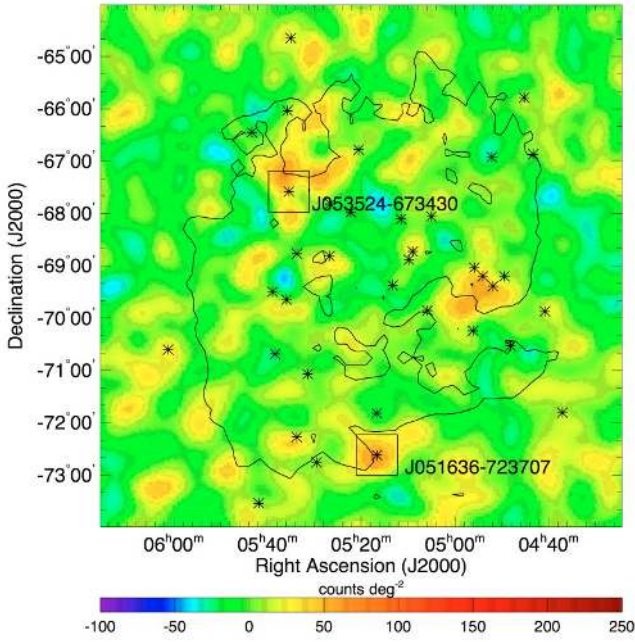 -65°00'
-66°00'
-67°00'
-68°00'
-69°00'
-70°00'
-71°00'
-72°00'
-73°00'
Declination (J2000)
J053524-673430
J051636-723707
06ʰ00ᵐ 05ʰ40ᵐ 05ʰ20ᵐ 05ʰ00ᵐ 04ʰ40ᵐ
Right Ascension (J2000)
counts deg⁻²
-100 -50 0 50 100 150 200 250